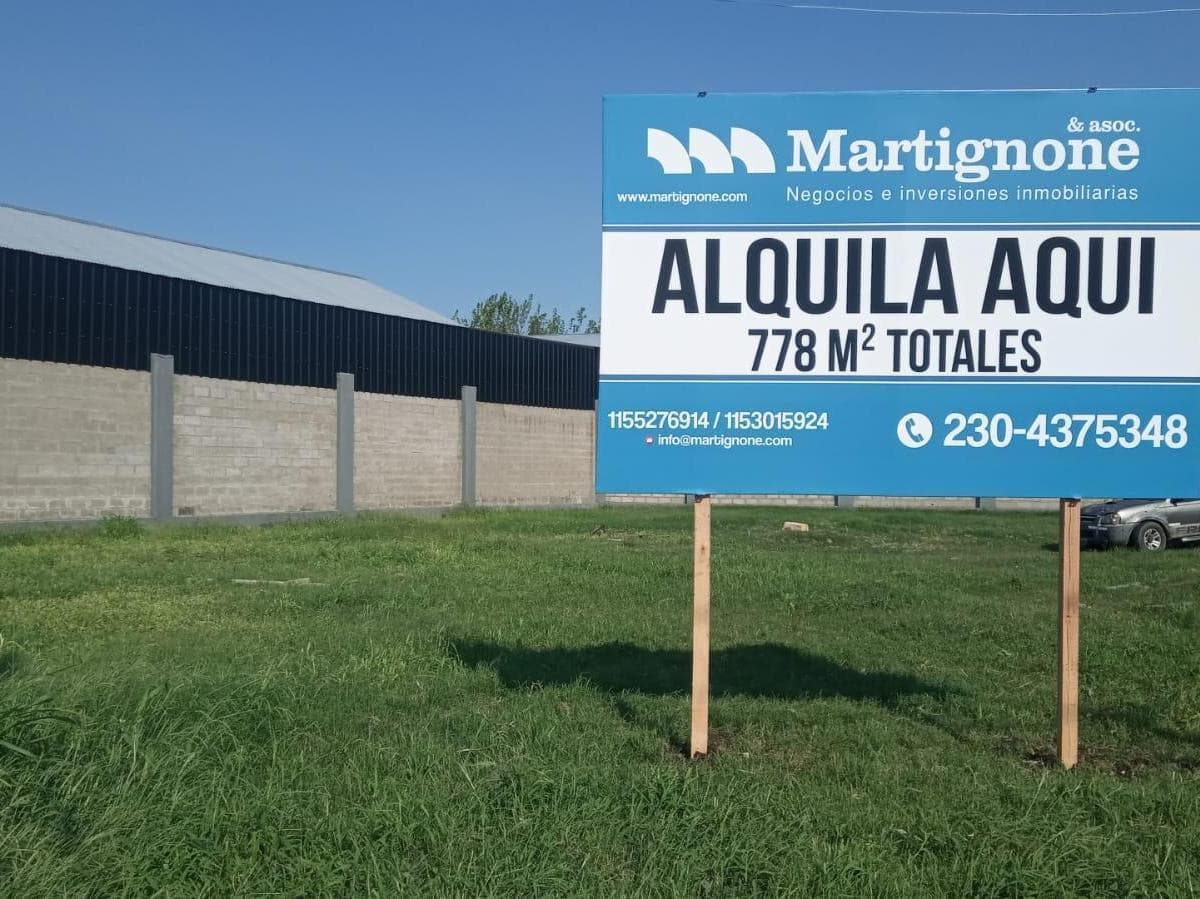 & asoc.
Martignone
www.martignone.com
Negocios e inversiones inmobiliarias
ALQUILA AQUI
778 M² TOTALES
1155276914 / 1153015924
info@martignone.com
230-4375348